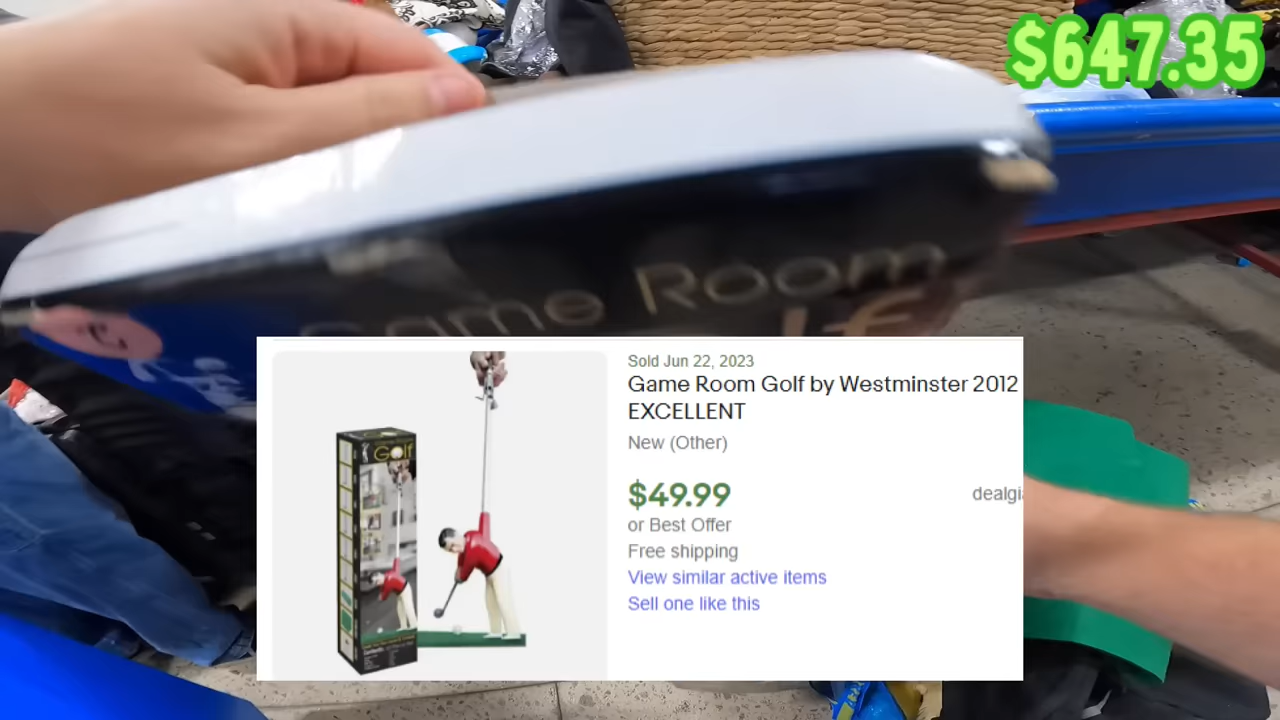 $647.35
Game Room
Sold Jun 22, 2023
Game Room Golf by Westminster 2012
EXCELLENT
New (Other)
$49.99
dealgi
or Best Offer
Free shipping
View similar active items
Sell one like this
Golf